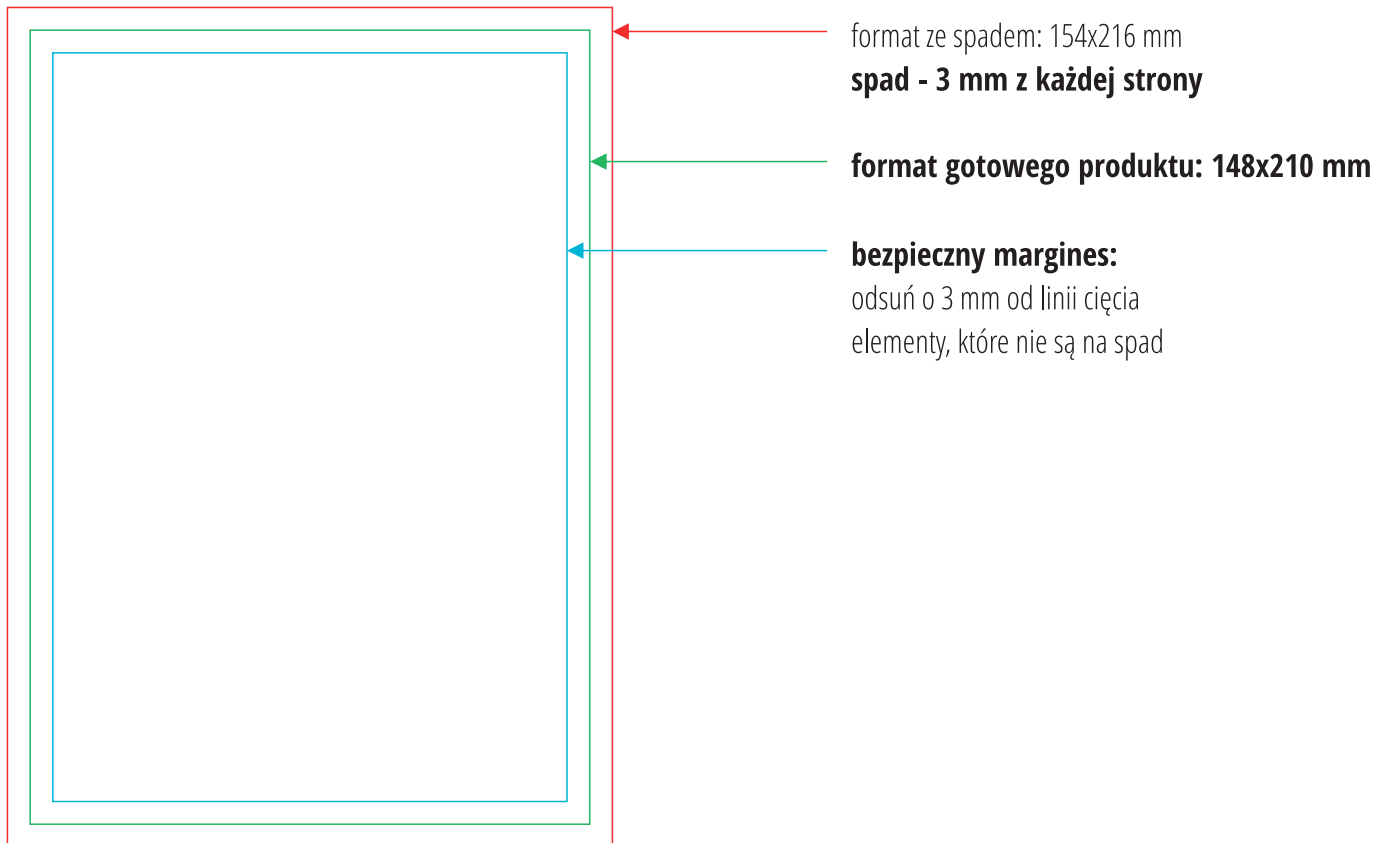 format ze spadem: 154x216 mm
spad - 3 mm z każdej strony
format gotowego produktu: 148x210 mm
bezpieczny margines:
odsuń o 3 mm od linii cięcia
elementy, które nie są na spad